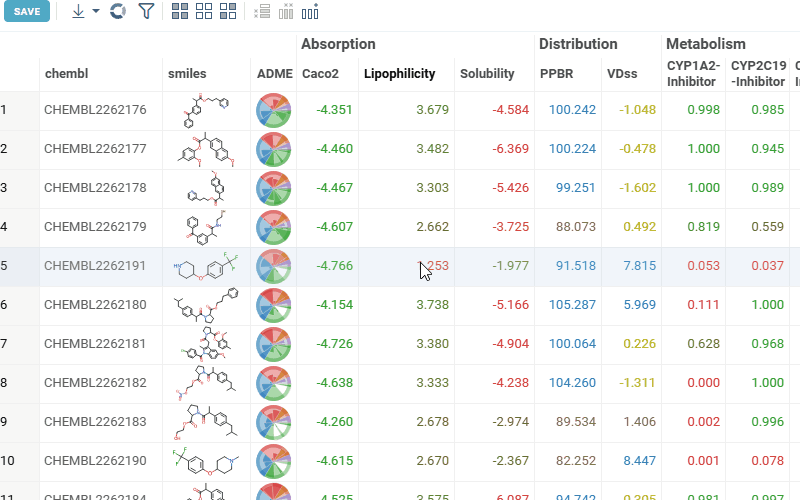 SAVE
Absorption Distribution Metabolism
chembl smiles ADME Caco2 Lipophilicity Solubility PPBR VDss CYP1A2-Inhibitor CYP2C19-Inhibitor
1 CHEMBL2262176 -4.351 3.679 -4.584 100.242 -1.048 0.998 0.985
2 CHEMBL2262177 -4.460 3.482 -6.369 100.224 -0.478 1.000 0.945
3 CHEMBL2262178 -4.467 3.303 -5.426 99.251 -1.602 1.000 0.989
4 CHEMBL2262179 -4.607 2.662 -3.725 88.073 0.492 0.819 0.559
5 CHEMBL2262191 -4.766 .253 -1.977 91.518 7.815 0.053 0.037
6 CHEMBL2262180 -4.154 3.738 -5.166 105.287 5.969 0.111 1.000
7 CHEMBL2262181 -4.726 3.380 -4.904 100.064 0.226 0.628 0.968
8 CHEMBL2262182 -4.638 3.333 -4.238 104.260 -1.311 0.000 1.000
9 CHEMBL2262183 -4.260 2.678 -2.974 89.534 1.406 0.002 0.996
10 CHEMBL2262190 -4.615 2.670 -2.367 82.252 8.447 0.001 0.078
11 CHEMBL2262184 -4.525 3.575 -6.087 94.742 0.305 0.981 0.997